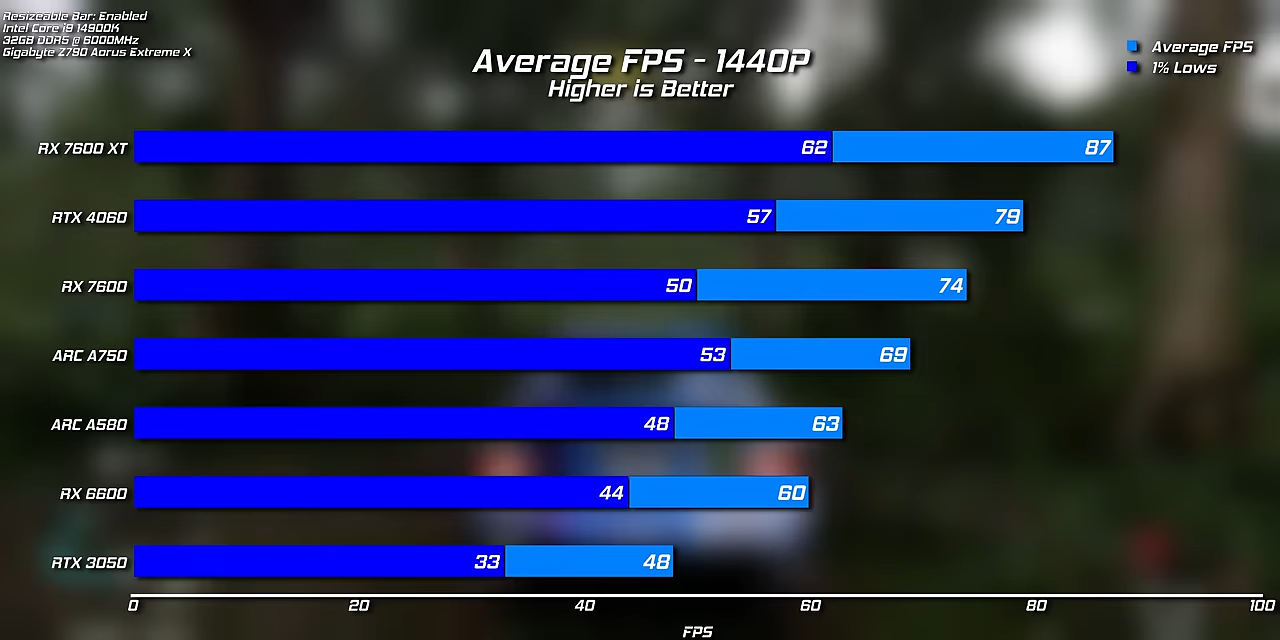 Resizeable Bar: Enabled
Intel Core i9 14900K
32GB DDR5 @ 6000MHz
Gigabyte Z790 Aorus Extreme X
Average FPS - 1440P
Higher is Better
Average FPS
1% Lows
RX 7600 XT 62 87
RTX 4060 57 79
RX 7600 50 74
ARC A750 53 69
ARC A580 48 63
RX 6600 44 60
RTX 3050 33 48
0 20 40 60 80 100
FPS